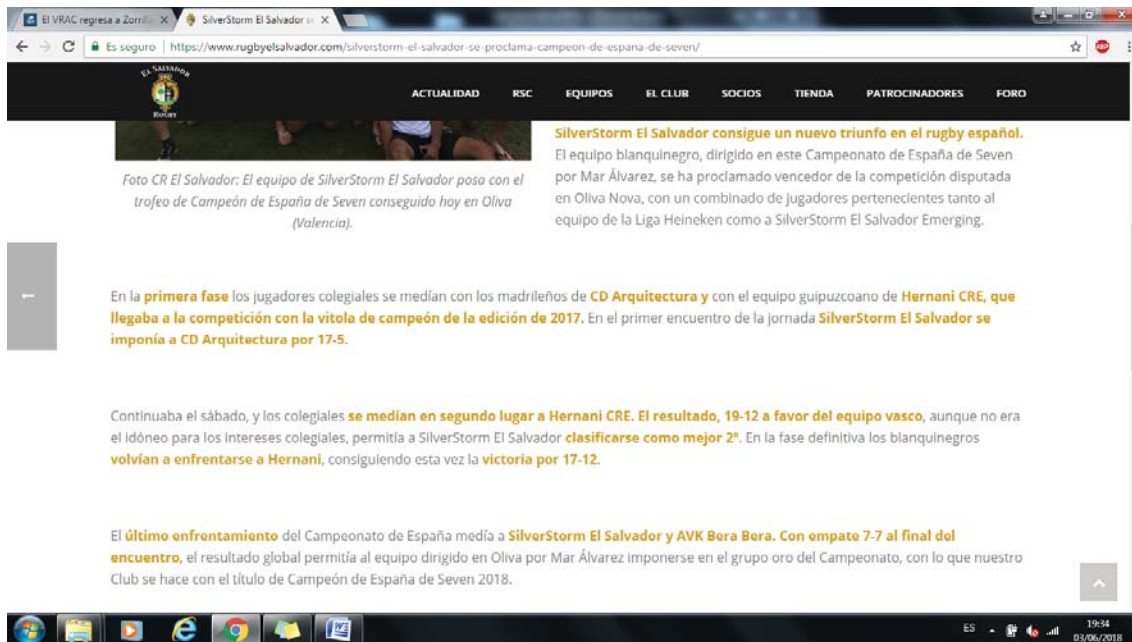 El VRAC regresa a Zorrilla
SilverStorm El Salvador se
Es seguro | https://www.rugbyelsalvador.com/silverstorm-el-salvador-se-proclama-campeon-de-espana-de-seven/
ABP
EL SALVADOR
RUGBY
ACTUALIDAD RSC EQUIPOS EL CLUB SOCIOS TIENDA PATROCINADORES FORO
Foto CR El Salvador: El equipo de SilverStorm El Salvador posa con el
trofeo de Campeón de España de Seven conseguido hoy en Oliva
(Valencia).
SilverStorm El Salvador consigue un nuevo triunfo en el rugby español.
El equipo blanquinegro, dirigido en este Campeonato de España de Seven
por Mar Álvarez, se ha proclamado vencedor de la competición disputada
en Oliva Nova, con un combinado de jugadores pertenecientes tanto al
equipo de la Liga Heineken como a SilverStorm El Salvador Emerging.
En la primera fase los jugadores colegiales se medían con los madrileños de CD Arquitectura y con el equipo guipuzcoano de Hernani CRE, que
llegaba a la competición con la vitola de campeón de la edición de 2017. En el primer encuentro de la jornada SilverStorm El Salvador se
imponía a CD Arquitectura por 17-5.
Continuaba el sábado, y los colegiales se medían en segundo lugar a Hernani CRE. El resultado, 19-12 a favor del equipo vasco, aunque no era
el idóneo para los intereses colegiales, permitía a SilverStorm El Salvador clasificarse como mejor 2º. En la fase definitiva los blanquinegros
volvían a enfrentarse a Hernani, consiguiendo esta vez la victoria por 17-12.
El último enfrentamiento del Campeonato de España medía a SilverStorm El Salvador y AVK Bera Bera. Con empate 7-7 al final del
encuentro, el resultado global permitía al equipo dirigido en Oliva por Mar Álvarez imponerse en el grupo oro del Campeonato, con lo que nuestro
Club se hace con el título de Campeón de España de Seven 2018.
ES
19:34
03/06/2018